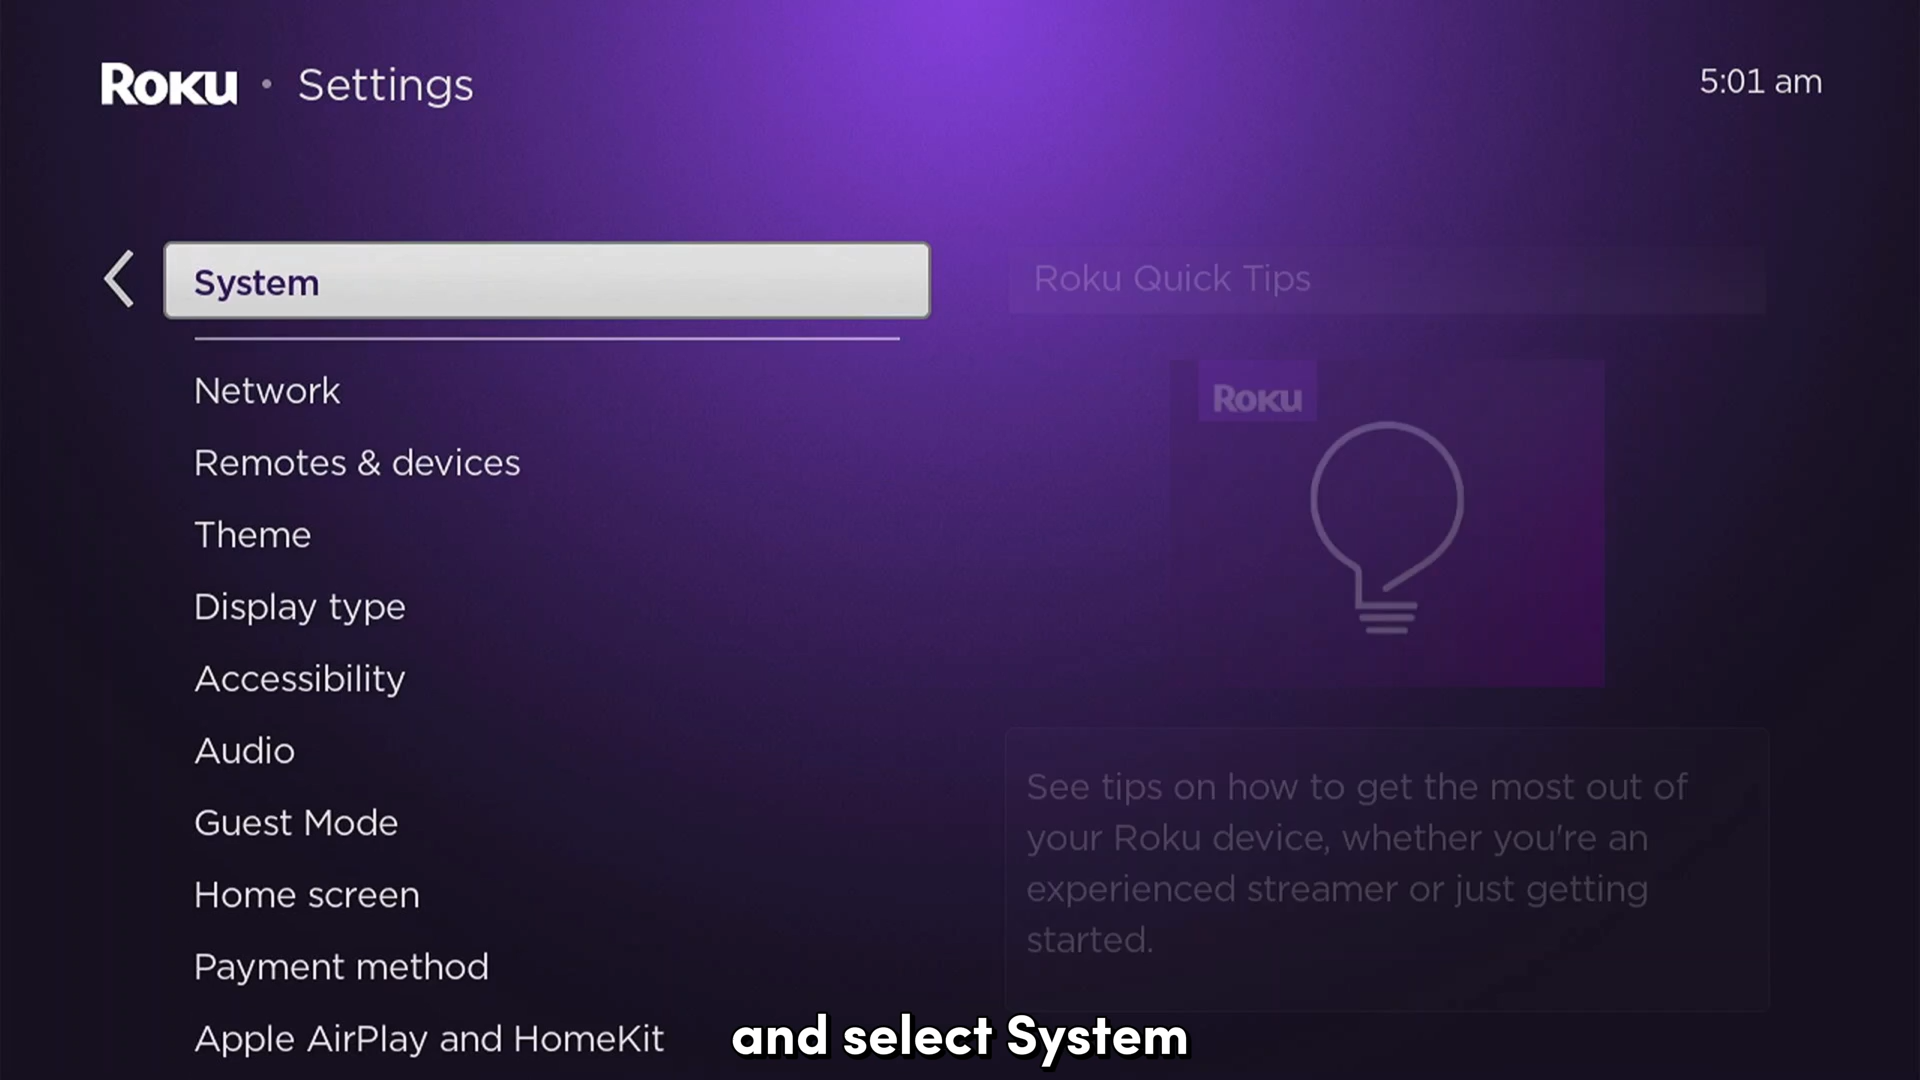 Roku • Settings
5:01 am
System
Roku Quick Tips
Network
Roku
Remotes & devices
Theme
Display type
Accessibility
Audio
Guest Mode
Home screen
Payment method
Apple AirPlay and HomeKit
See tips on how to get the most out of
your Roku device, whether you're an
experienced streamer or just getting
started.
and select System